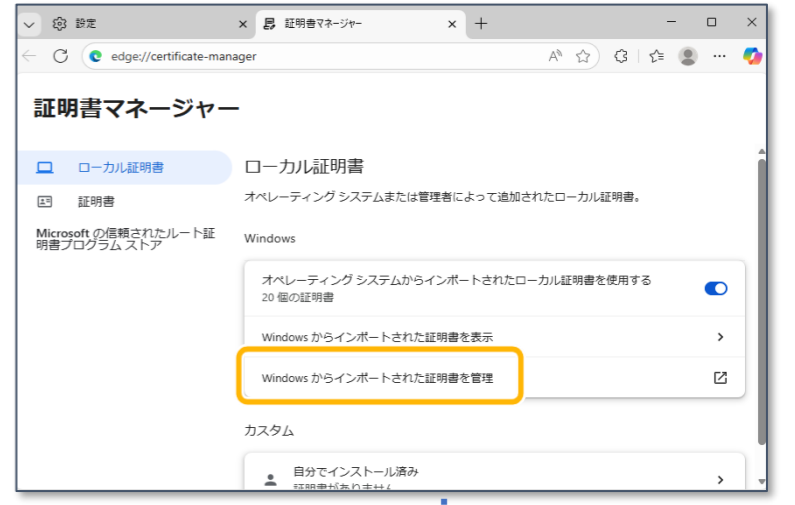 設定
証明書マネージャー
edge://certificate-manager
証明書マネージャー
ローカル証明書
証明書
Microsoft の信頼されたルート証
明書プログラム ストア
ローカル証明書
オペレーティング システムまたは管理者によって追加されたローカル証明書。
Windows
オペレーティング システムからインポートされたローカル証明書を使用する
20 個の証明書
Windows からインポートされた証明書を表示
Windows からインポートされた証明書を管理
カスタム
自分でインストール済み
証明書がありません